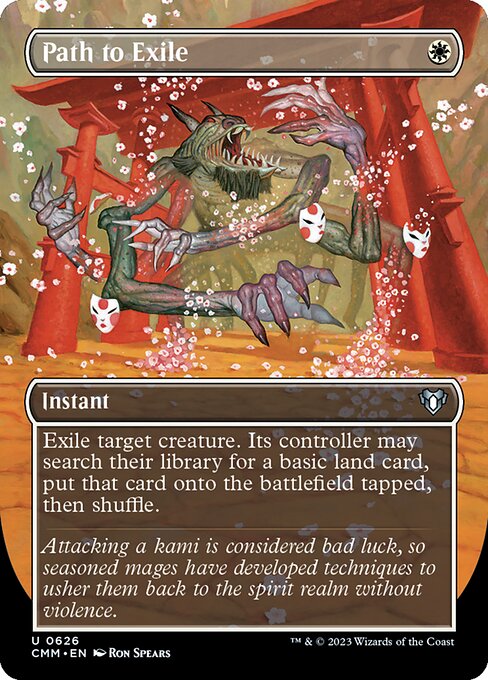 Path to Exile
Instant
Exile target creature. Its controller may
search their library for a basic land card,
put that card onto the battlefield tapped,
then shuffle.
Attacking a kami is considered bad luck, so
seasoned mages have developed techniques to
usher them back to the spirit realm without
violence.
U 0626
CMM • EN Ron Spears
™ & © 2023 Wizards of the Coast